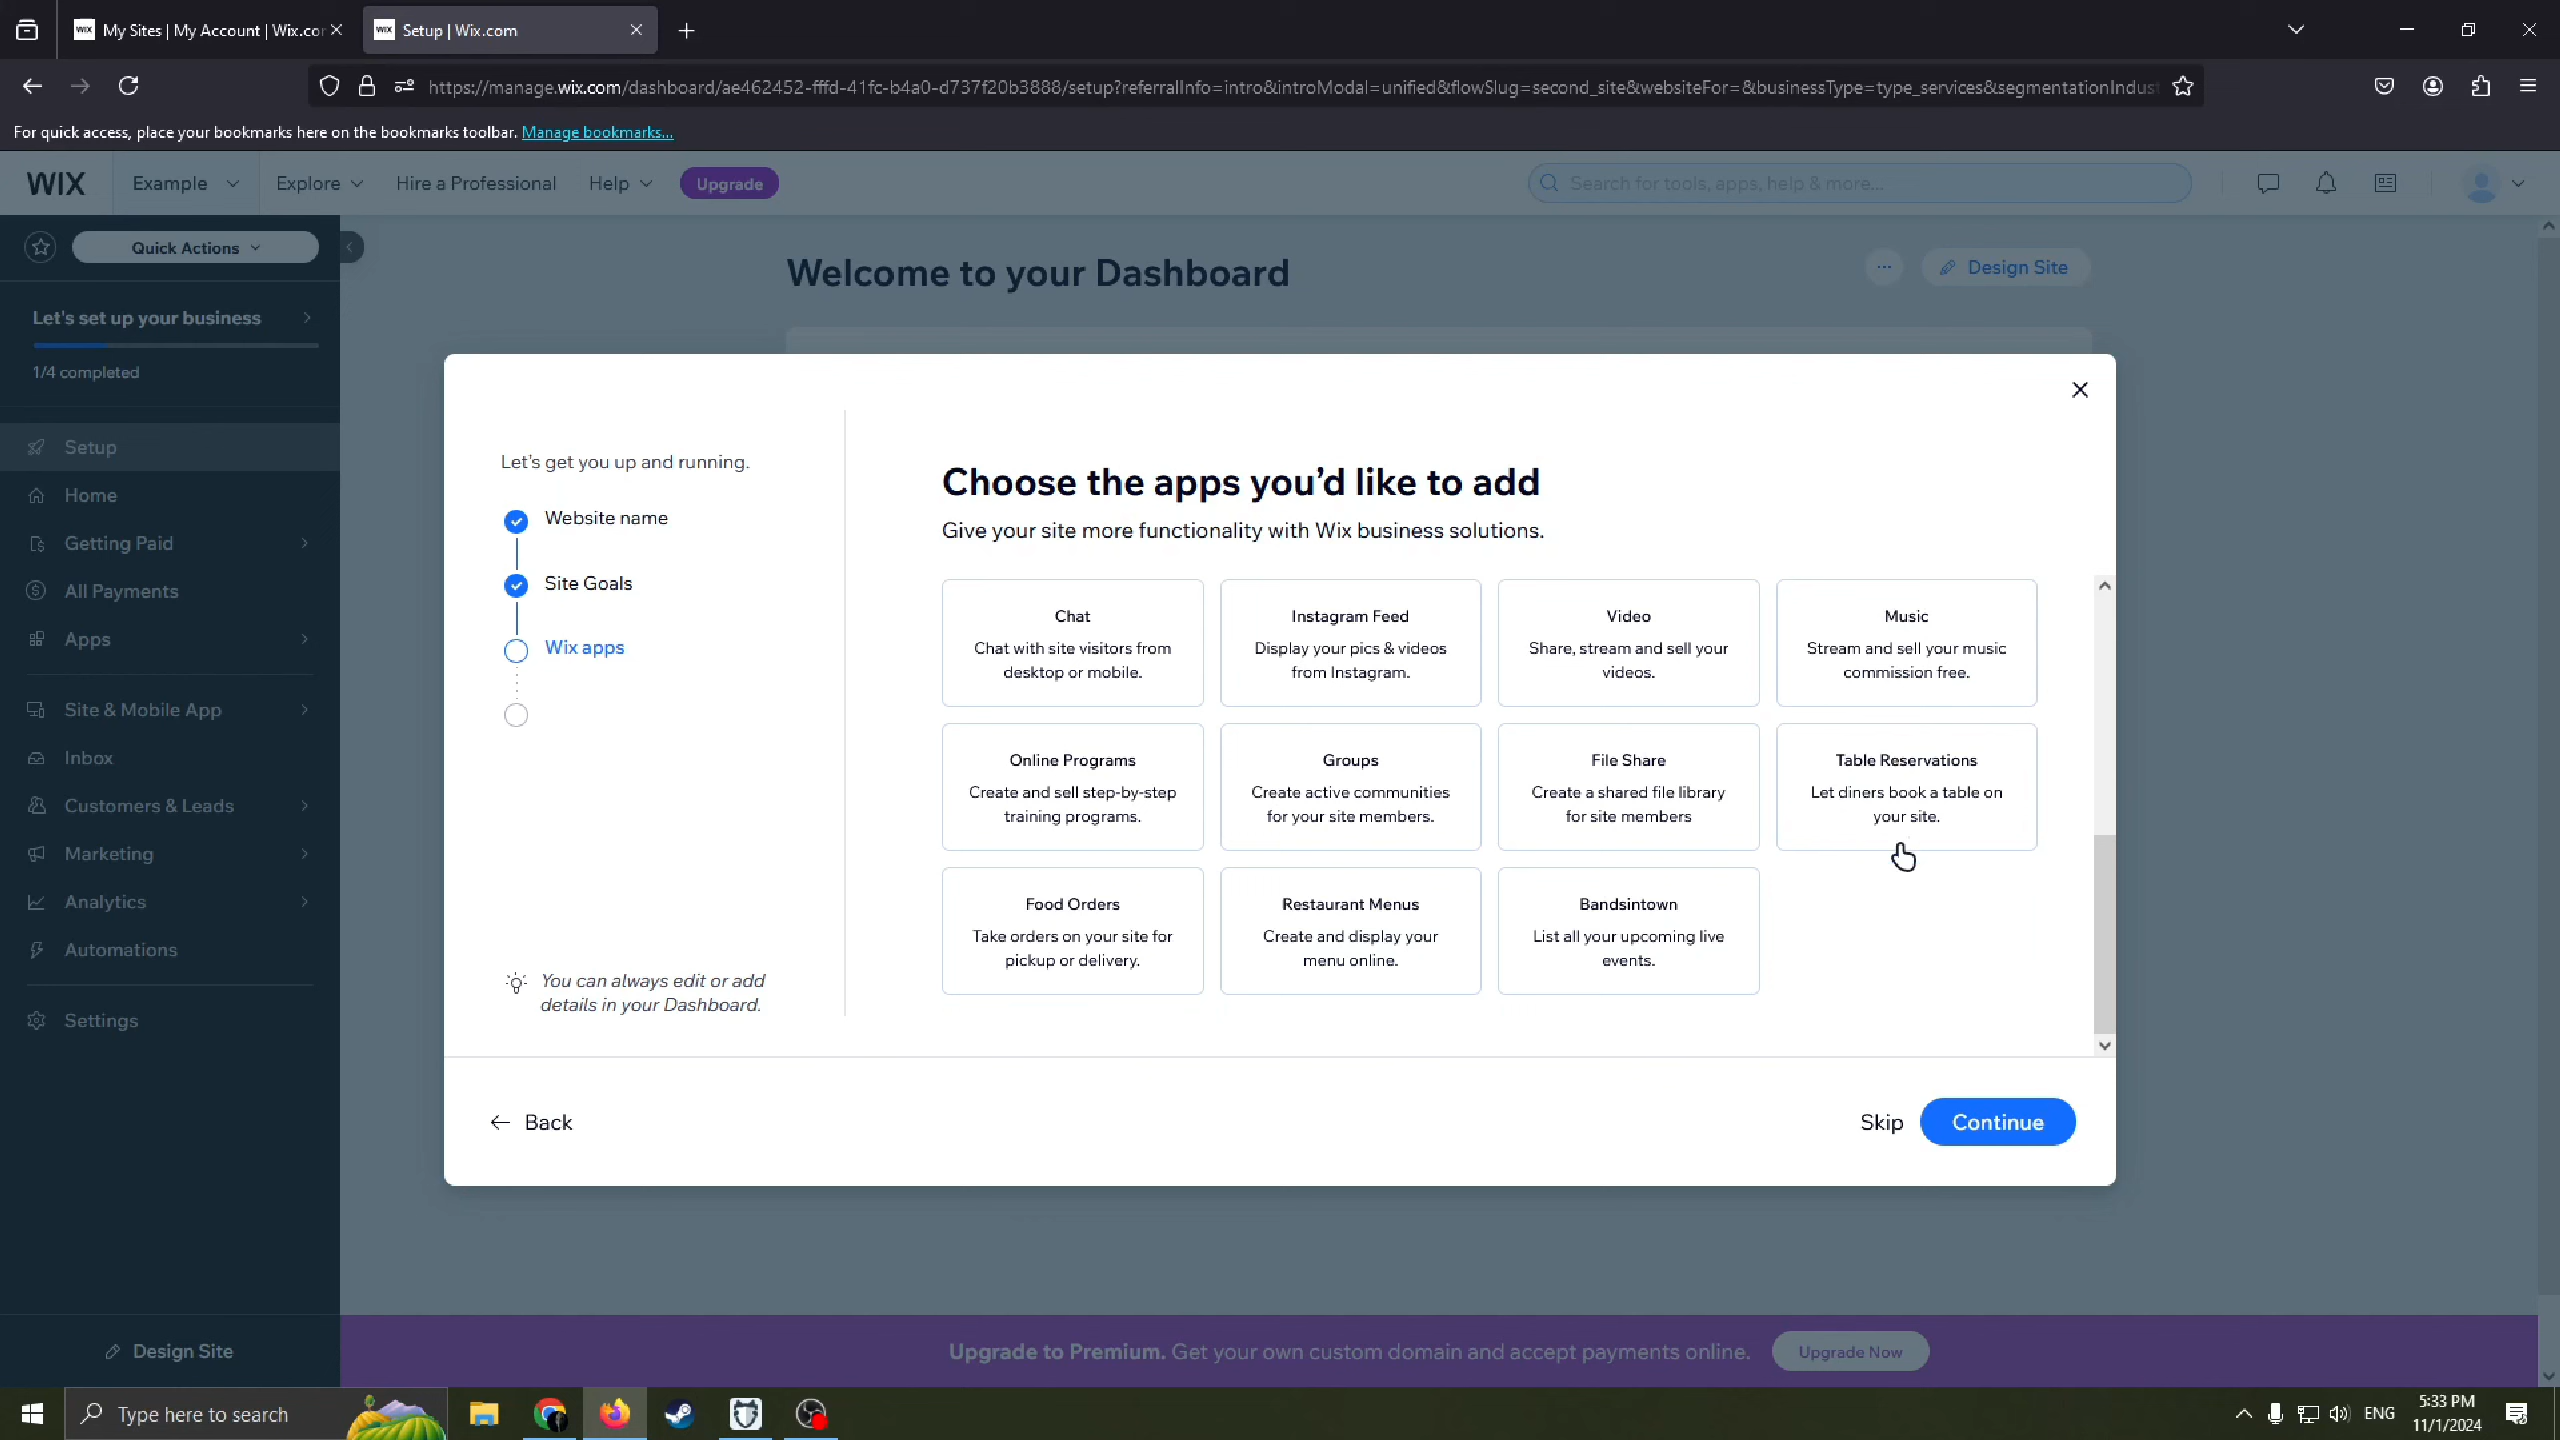 My Sites | My Account | Wix.cor
Setup | Wix.com
https://manage.wix.com/dashboard/ae462452-fffd-41fc-b4a0-d737f20b3888/setup?referralInfo=intro&introModal=unified&flowSlug=second_site&websiteFor=&businessType=type_services&segmentationIndust
For quick access, place your bookmarks here on the bookmarks toolbar. Manage bookmarks...
WIX
Example
Explore
Hire a Professional
Help
Upgrade
Search for tools, apps, help & more...
Quick Actions
Let's set up your business
1/4 completed
Setup
Home
Getting Paid
All Payments
Apps
Site & Mobile App
Inbox
Customers & Leads
Marketing
Analytics
Automations
Settings
Design Site
Welcome to your Dashboard
...
Design Site
Let's get you up and running.
Website name
Site Goals
Wix apps
You can always edit or add
details in your Dashboard.
Choose the apps you'd like to add
Give your site more functionality with Wix business solutions.
Chat
Chat with site visitors from
desktop or mobile.
Instagram Feed
Display your pics & videos
from Instagram.
Video
Share, stream and sell your
videos.
Music
Stream and sell your music
commission free.
Online Programs
Create and sell step-by-step
training programs.
Groups
Create active communities
for your site members.
File Share
Create a shared file library
for site members
Table Reservations
Let diners book a table on
your site.
Food Orders
Take orders on your site for
pickup or delivery.
Restaurant Menus
Create and display your
menu online.
Bandsintown
List all your upcoming live
events.
Back
Skip
Continue
Upgrade to Premium. Get your own custom domain and accept payments online.
Upgrade Now
Type here to search
ENG
5:33 PM
11/1/2024